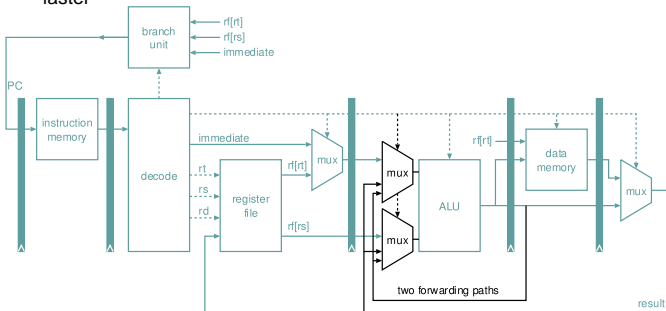 faster
branch
unit
rf[rt]
rf[rs]
immediate
PC
instruction
memory
decode
immediate
rt
rs
rd
register
file
rf[rt]
rf[rs]
mux
mux
mux
ALU
rf[rt]
data
memory
mux
two forwarding paths
result